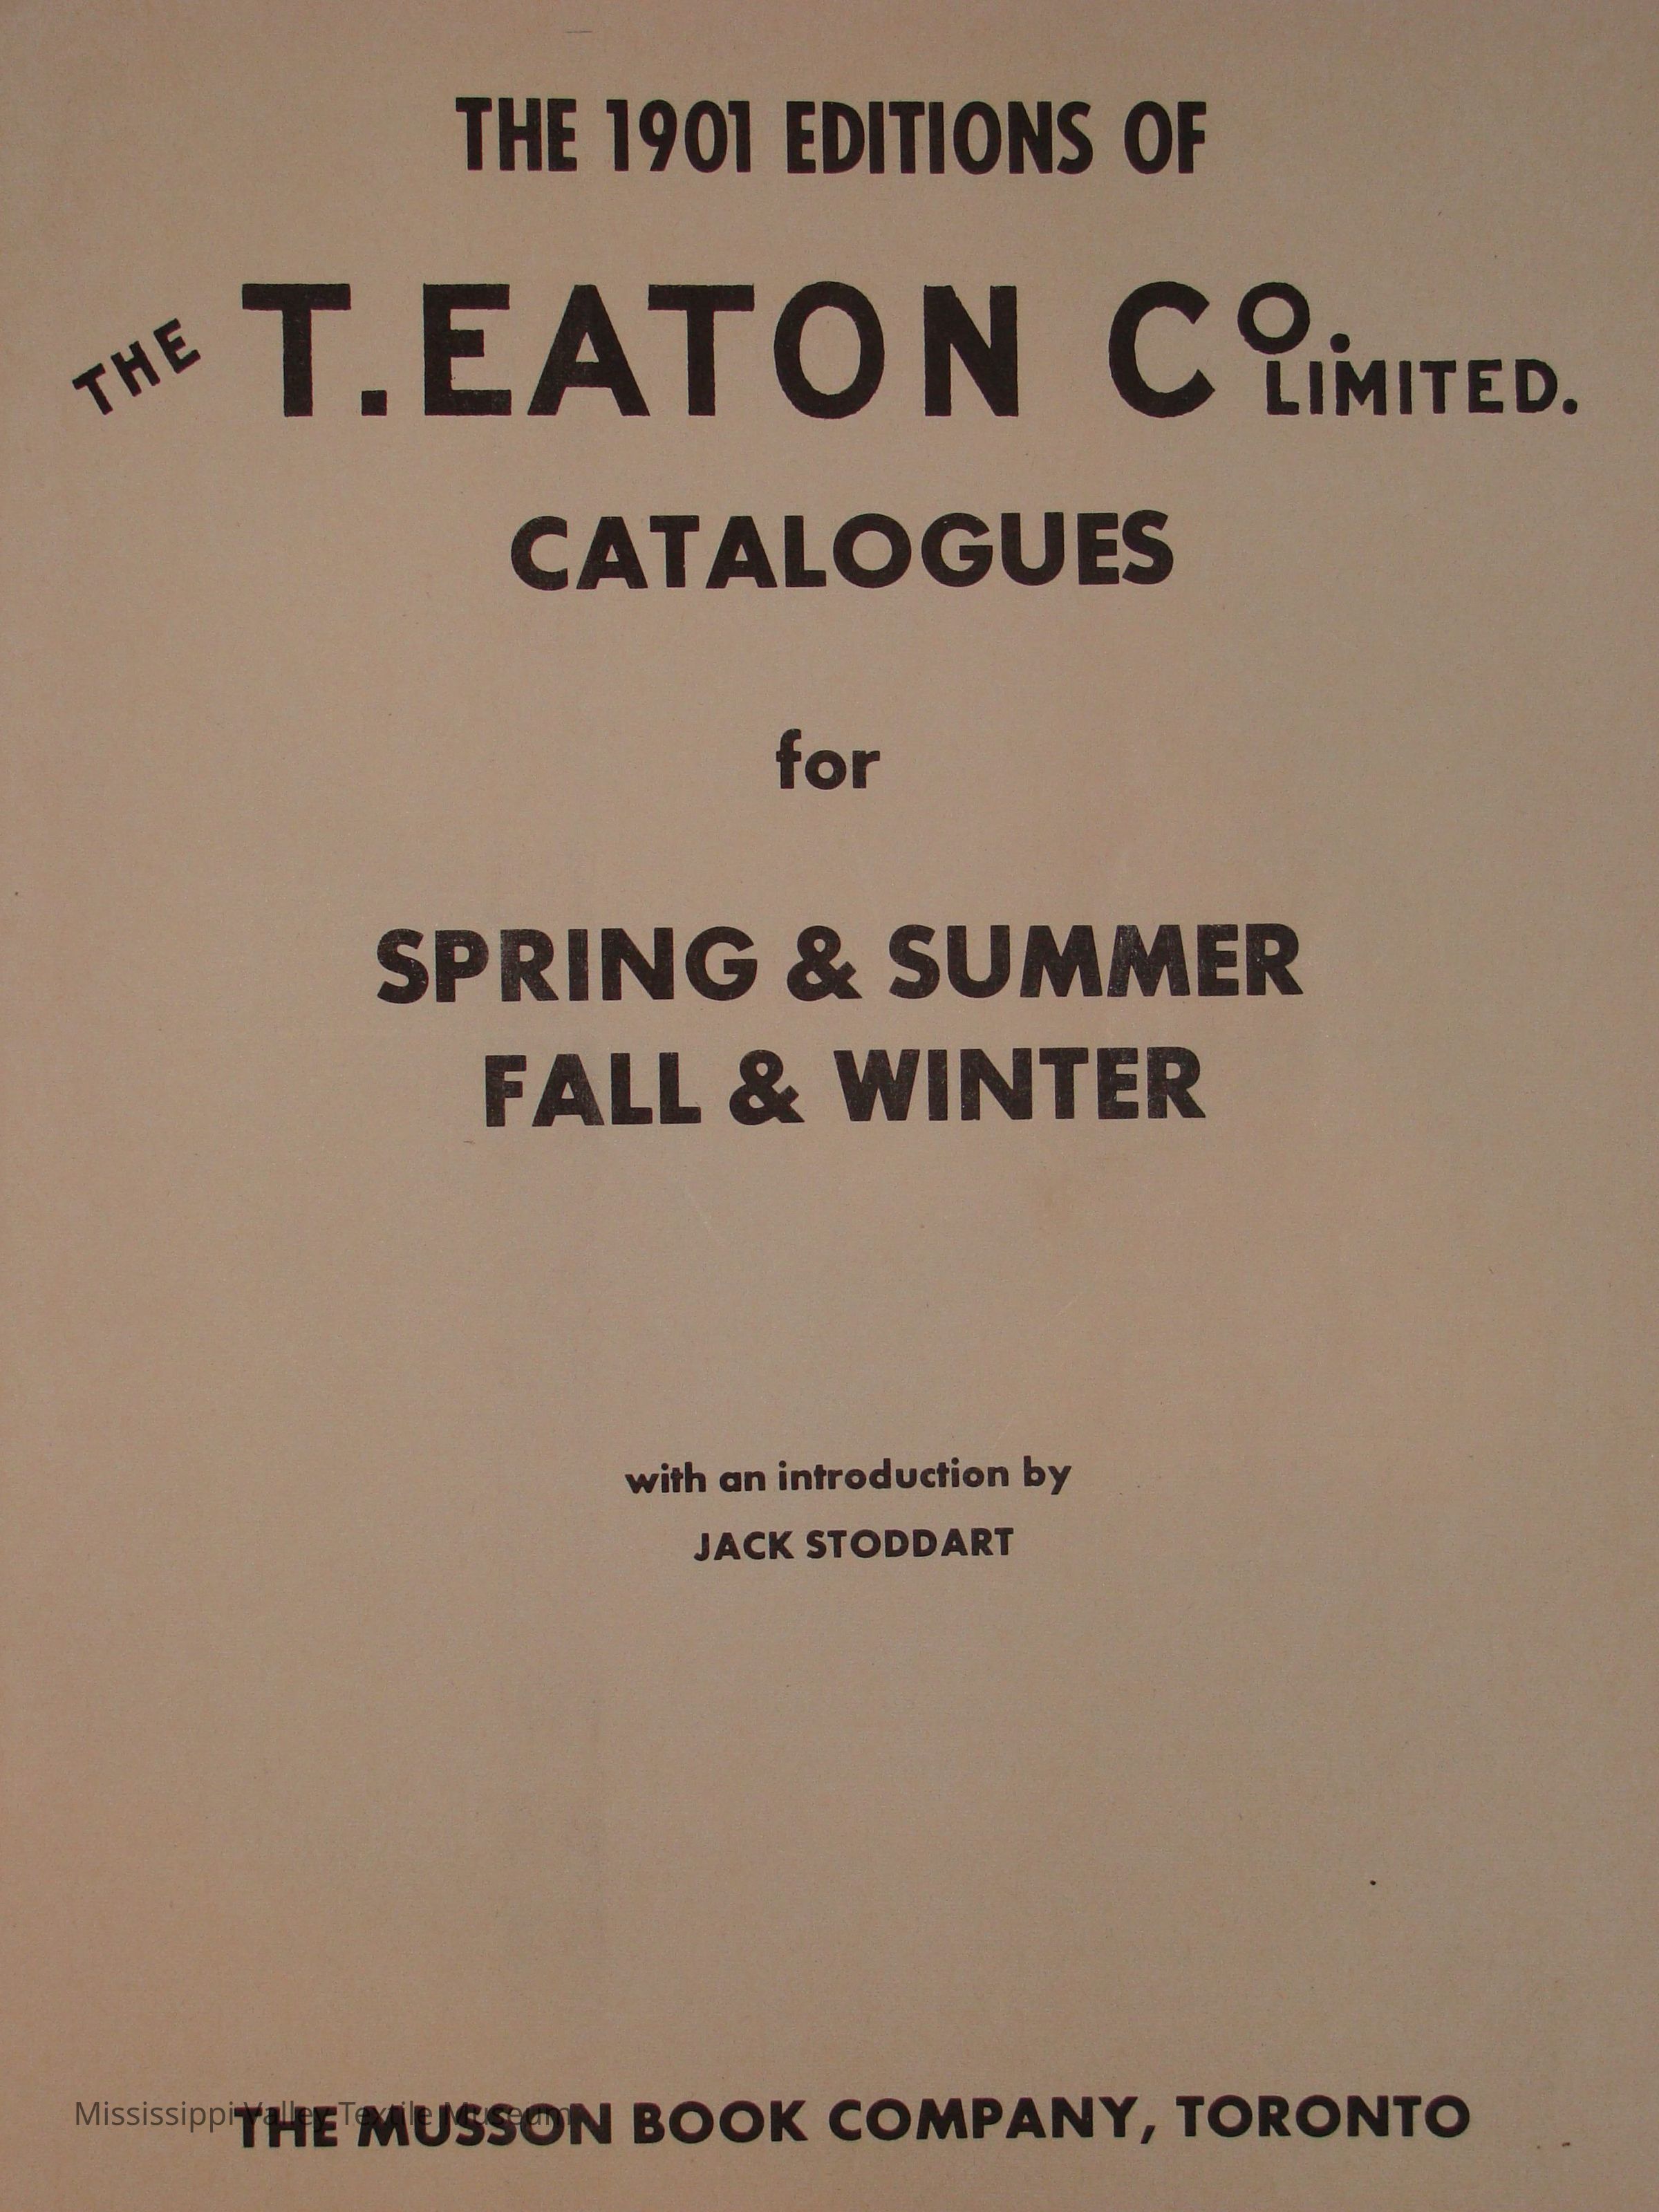 THE 1901 EDITIONS OF
THE T. EATON CO. LIMITED.
CATALOGUES
for
SPRING & SUMMER
FALL & WINTER
with an introduction by
JACK STODDART
THE MUSSON BOOK COMPANY, TORONTO
Mississippi Valley Textile Museum